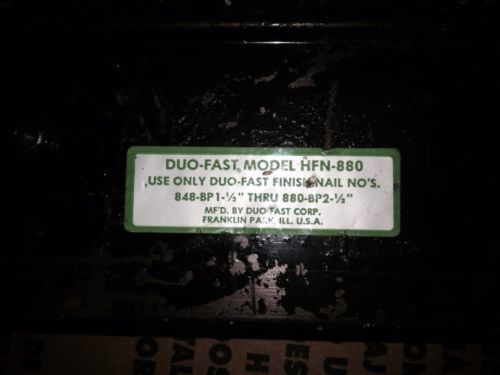 DUO-FAST MODEL HFN-880
USE ONLY DUO-FAST FINISH NAIL NO'S.
848-BP1-½" THRU 880-BP2-½"
MF'D. BY DUO-FAST CORP.
FRANKLIN PARK, ILL. U.S.A.